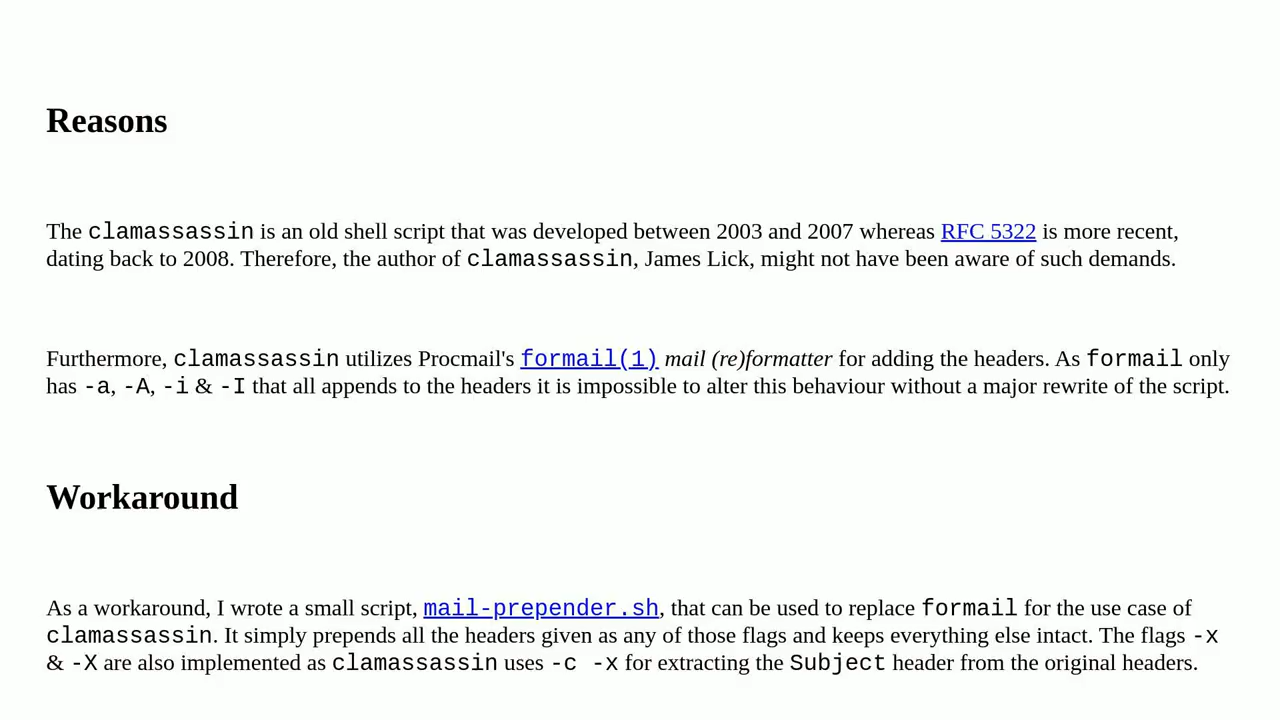 Reasons
The clamassassin is an old shell script that was developed between 2003 and 2007 whereas RFC 5322 is more recent,
dating back to 2008. Therefore, the author of clamassassin, James Lick, might not have been aware of such demands.
Furthermore, clamassassin utilizes Procmail's formail(1) mail (re)formatter for adding the headers. As formail only
has -a, -A, -i & -I that all appends to the headers it is impossible to alter this behaviour without a major rewrite of the script.
Workaround
As a workaround, I wrote a small script, mail-prepender.sh, that can be used to replace formail for the use case of
clamassassin. It simply prepends all the headers given as any of those flags and keeps everything else intact. The flags -x
& -X are also implemented as clamassassin uses -c -x for extracting the Subject header from the original headers.